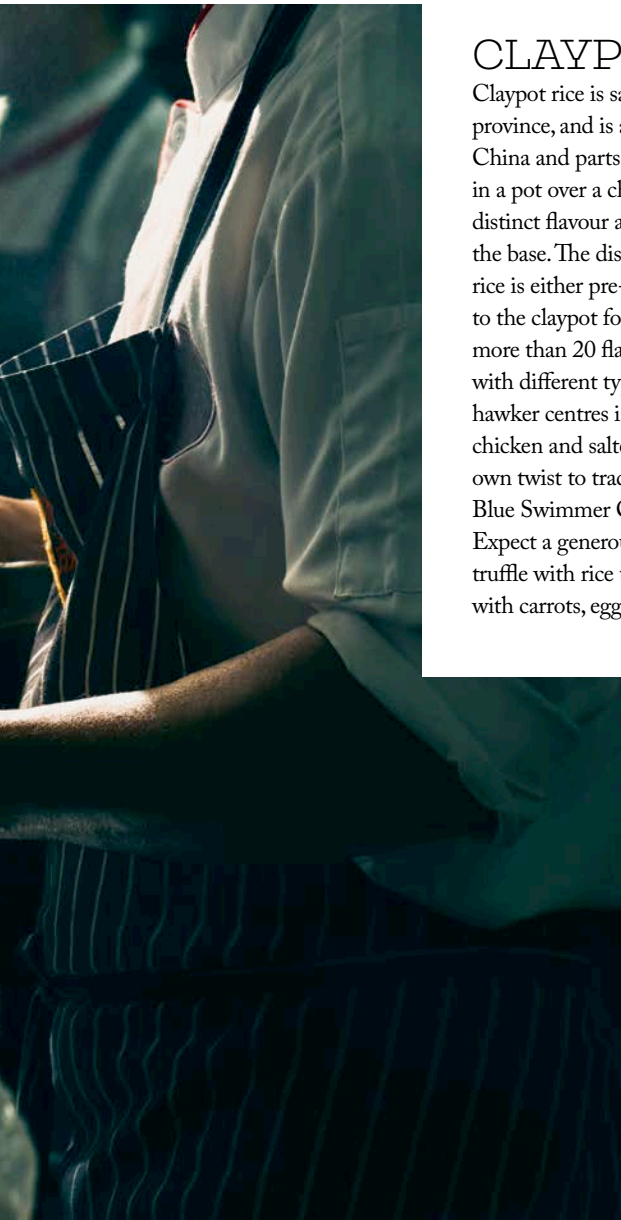 CLAYP
Claypot rice is sa
province, and is a
China and parts
in a pot over a ch
distinct flavour a
the base. The dis
rice is either pre-
to the claypot fo
more than 20 fla
with different ty
hawker centres i
chicken and salte
own twist to trad
Blue Swimmer C
Expect a generou
truffle with rice
with carrots, egg